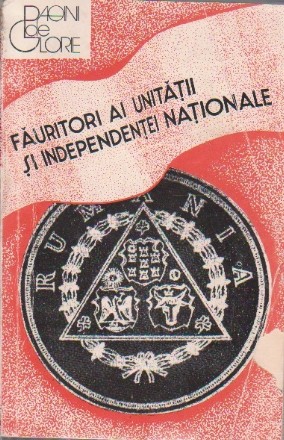 PAGINI
DE
GLORIE
FĂURITORI AI UNITĂȚII
ȘI INDEPENDENȚEI NAȚIONALE
RUMANIA